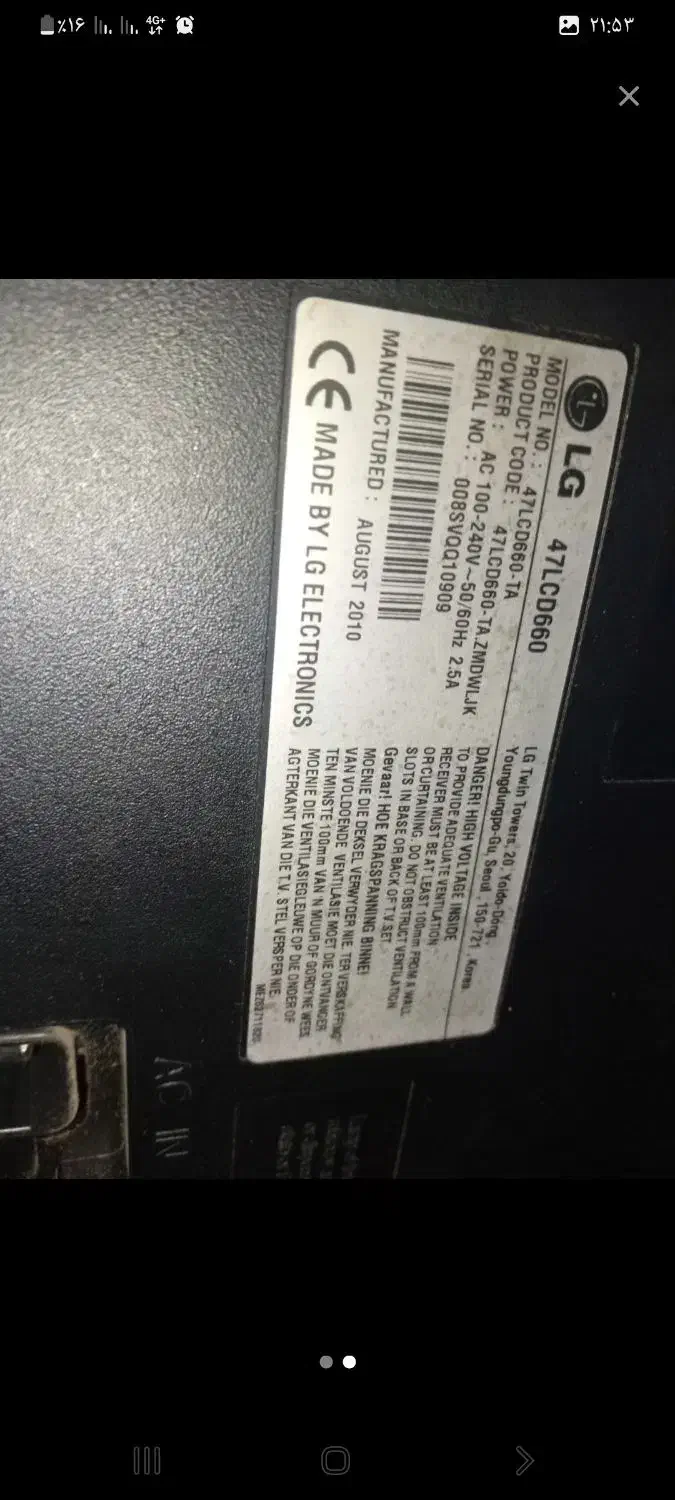 ٪۱۶
4G+
۲۱:۵۳
LG 47LCD660
MODEL NO. : 47LCD660-TA
PRODUCT CODE : 47LCD660-TA.ZMDWLJK
POWER : AC 100-240V~50/60Hz 2.5A
SERIAL NO. : 008SVQQ10909
MANUFACTURED : AUGUST 2010
CE MADE BY LG ELECTRONICS
LG Twin Towers, 20, Yoido-Dong,
Youngdungpo-Gu, Seoul, 150-721, Korea
DANGER! HIGH VOLTAGE INSIDE
TO PROVIDE ADEQUATE VENTILATION
RECEIVER MUST BE AT LEAST 100mm FROM A WALL
OR CURTAINING. DO NOT OBSTRUCT VENTILATION
SLOTS IN BASE OR BACK OF T.V. SET.
Gevaar! HOE KRAGSPANNING BINNE!
MOENIE DIE DEKSEL VERWYDER NIE. TER VERSKAFFING
VAN VOLDOENDE VENTILASIE MOET DIE ONTVANGER
TEN MINSTE 100mm VAN 'N MUUR OF GORDYNE WEES
MOENIE DIE VENTILASIEGLEUWE OP DIE ONDER OF
AGTERKANT VAN DIE T.V. STEL VERSPER NIE.
AC IN